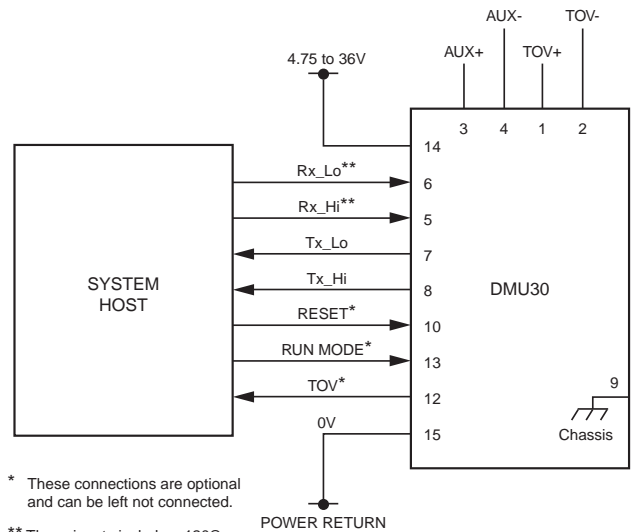 AUX- TOV-
AUX+ TOV+
4.75 to 36V
3 4 1 2
14
Rx_Lo** 6
Rx_Hi** 5
Tx_Lo 7
Tx_Hi 8
SYSTEM
HOST
DMU30
RESET* 10
RUN MODE* 13
TOV* 12
9
Chassis
0V 15
* These connections are optional
and can be left not connected.
POWER RETURN